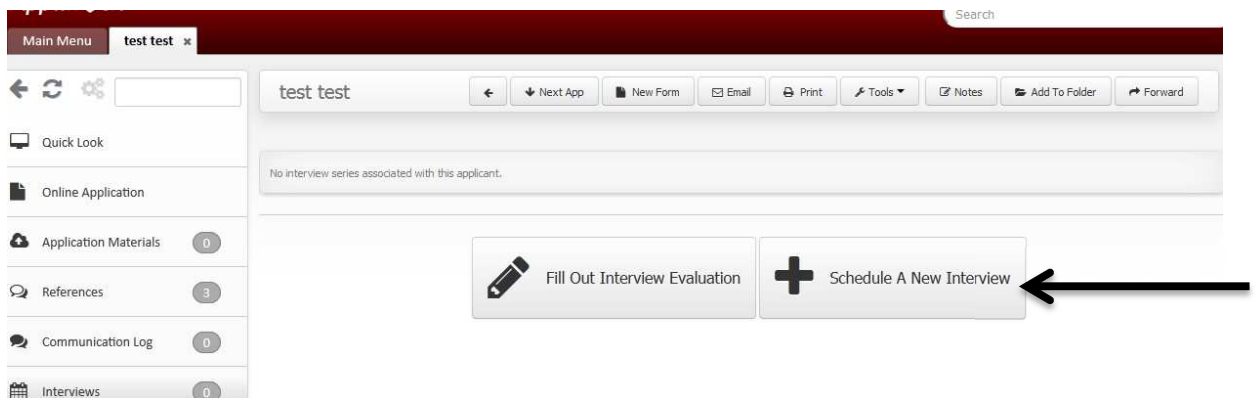 Search
Main Menu test test ×
test test Next App New Form Email Print Tools Notes Add To Folder Forward
Quick Look
No interview series associated with this applicant.
Online Application
Application Materials 0
Fill Out Interview Evaluation Schedule A New Interview
References 3
Communication Log 0
Interviews 0